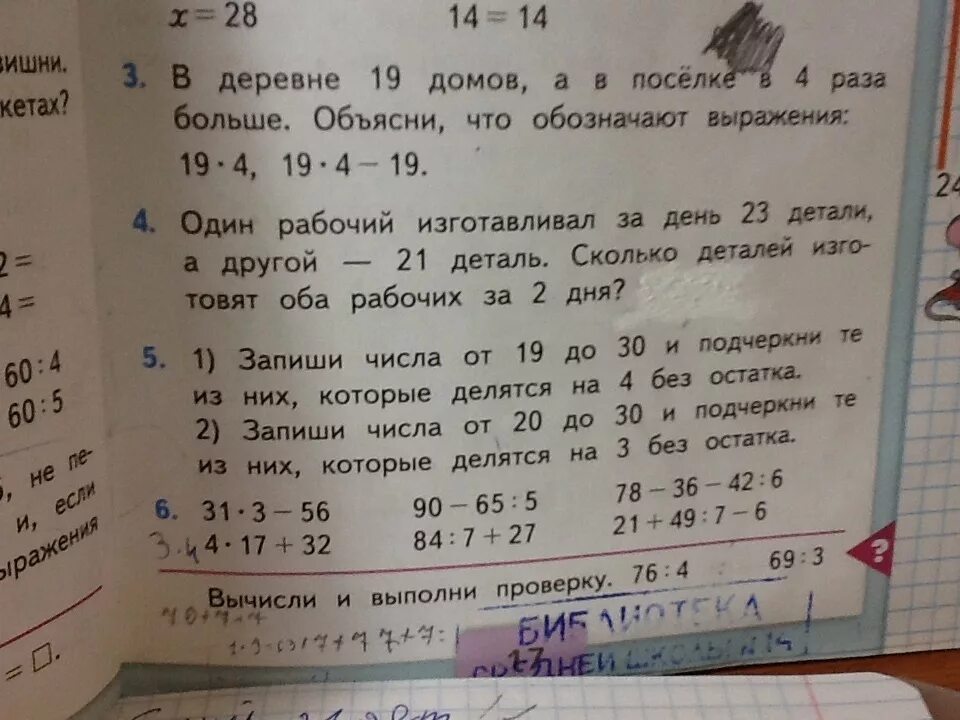 x = 28 14 = 14
вишни.
кетах?
3. В деревне 19 домов, а в посёлке в 4 раза
больше. Объясни, что обозначают выражения:
19 · 4, 19 · 4 − 19.
4. Один рабочий изготавливал за день 23 детали,
а другой — 21 деталь. Сколько деталей изго-
товят оба рабочих за 2 дня?
2 =
4 =
60 : 4
60 : 5
5. 1) Запиши числа от 19 до 30 и подчеркни те
из них, которые делятся на 4 без остатка.
2) Запиши числа от 20 до 30 и подчеркни те
из них, которые делятся на 3 без остатка.
, не пе-
и, если
ыражения
= □.
6. 31 · 3 − 56 90 − 65 : 5 78 − 36 − 42 : 6
4 · 17 + 32 84 : 7 + 27 21 + 49 : 7 − 6
?
Вычисли и выполни проверку. 76 : 4 69 : 3
БИБЛИОТЕКА
17
СРЕДНЕЙ ШКОЛЫ №14
24